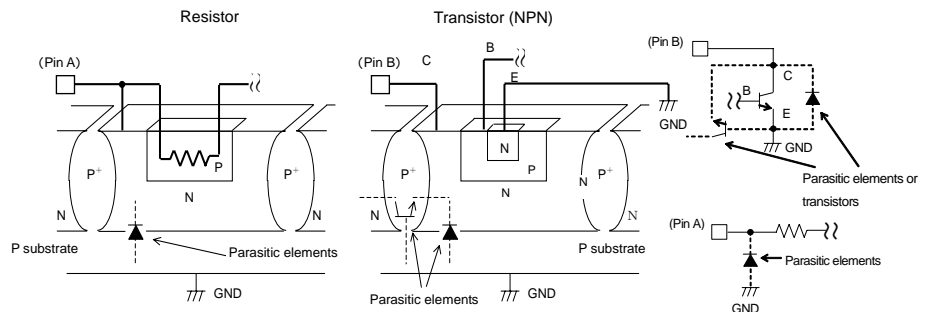 Resistor
Transistor (NPN)
(Pin A)
(Pin B)
C
B
E
GND
P+
P
N
P+
N
N
P substrate
Parasitic elements
GND
N
P
P+
N
N
P+
N
N
P substrate
Parasitic elements
GND
(Pin B)
C
B
E
GND
Parasitic elements or
transistors
(Pin A)
Parasitic elements
GND